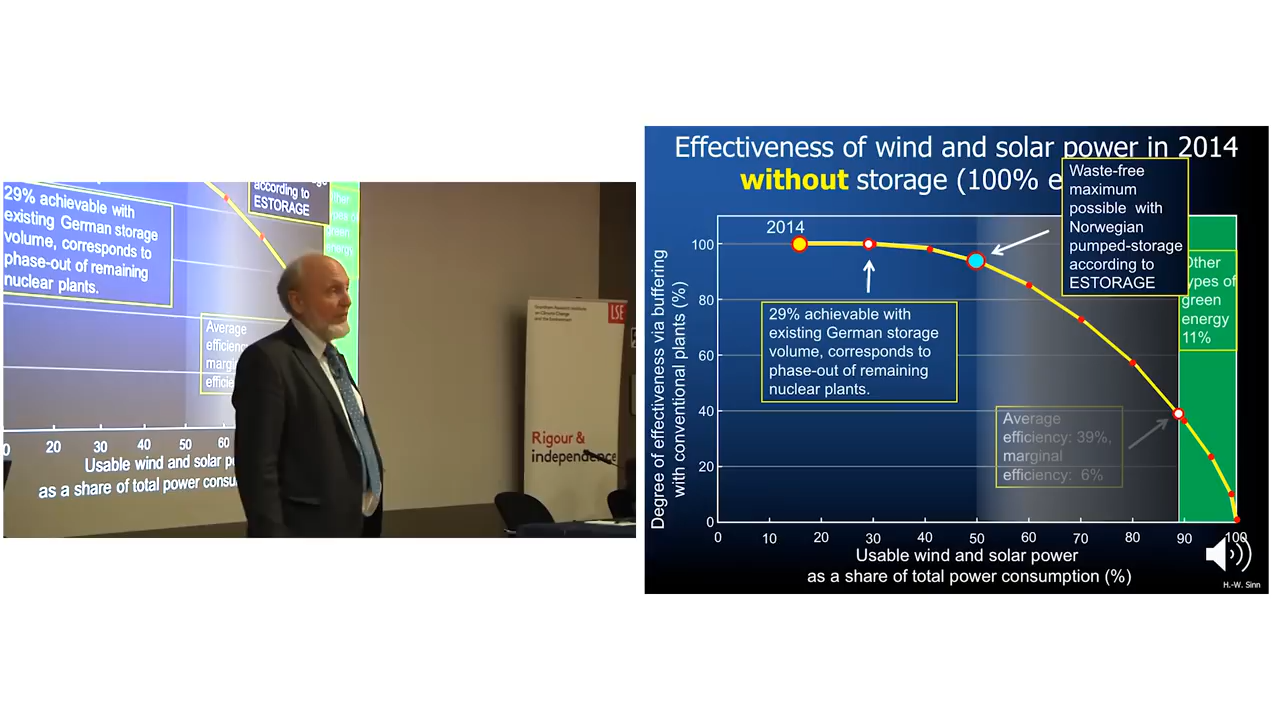 29% achievable with
existing German storage
volume, corresponds to
phase-out of remaining
nuclear plants.
according to
ESTORAGE
Other
types of
green
energy
Average
0
20
30
40
50
60
Usable wind and solar
as a share of total power
LSE
Rigour &
independence
Effectiveness of wind and solar power in 2014
without storage (100% e
Waste-free
maximum
possible with
Norwegian
pumped-storage
according to
ESTORAGE
2014
100
80
60
40
20
0
Degree of effectiveness via buffering
with conventional plants (%)
29% achievable with
existing German storage
volume, corresponds to
phase-out of remaining
nuclear plants.
Other
types of
green
energy
11%
Average
efficiency: 39%,
marginal
efficiency: 6%
0 10 20 30 40 50 60 70 80 90 100
Usable wind and solar power
as a share of total power consumption (%)
H.-W. Sinn